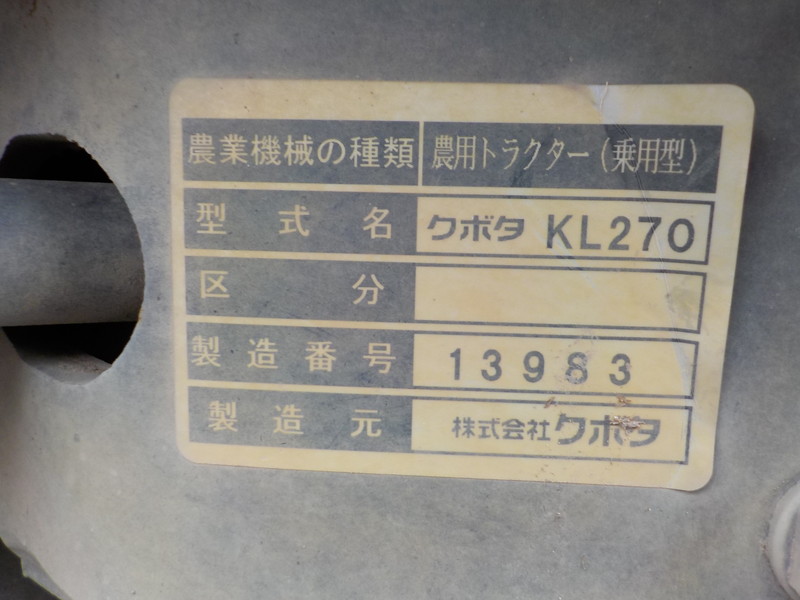 農業機械の種類 農用トラクター(乗用型)
型式名 クボタ KL270
区分
製造番号 13983
製造元 株式会社クボタ